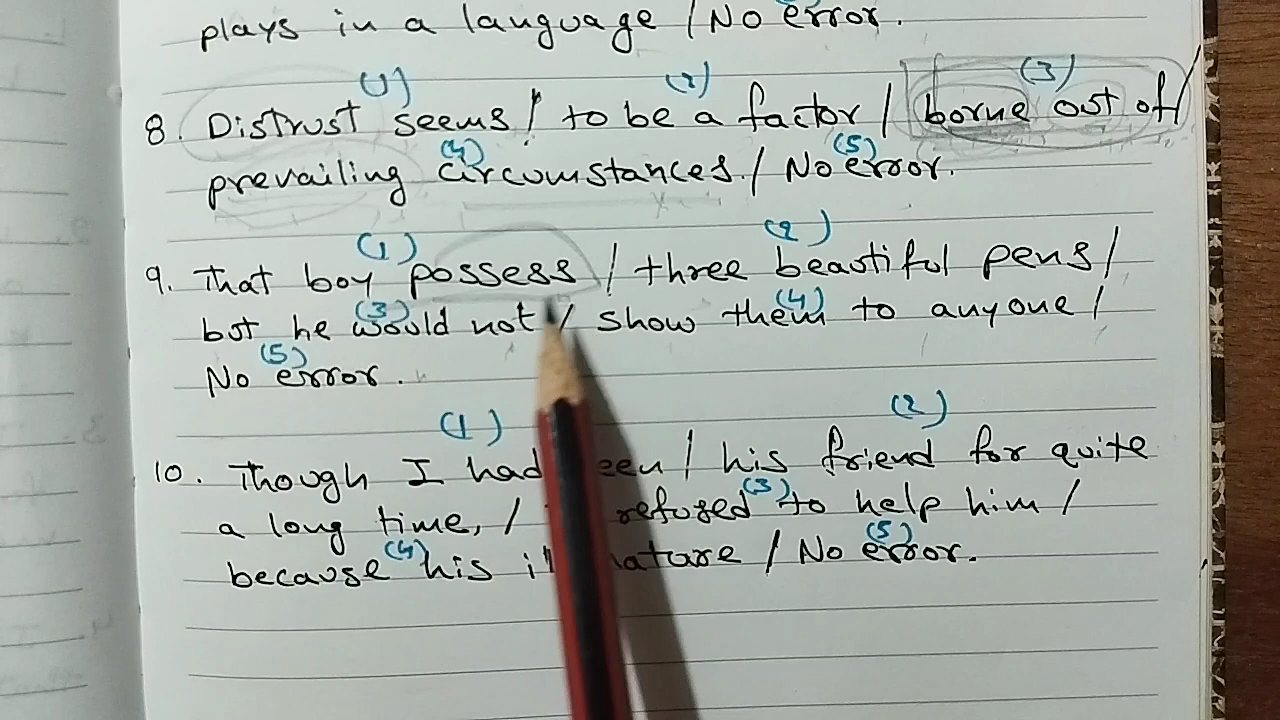 plays in a language / No error.
(1) (2) (3)
8. Distrust seems / to be a factor / borne out of /
(4) (5)
prevailing circumstances. / No error.
(1) (2)
9. That boy possess / three beautiful pens /
(3) (4)
but he would not / show them to anyone /
(5)
No error.
(1) (2)
10. Though I had / his friend for quite
(3)
a long time, / refused to help him /
(4) (5)
because his / No error.